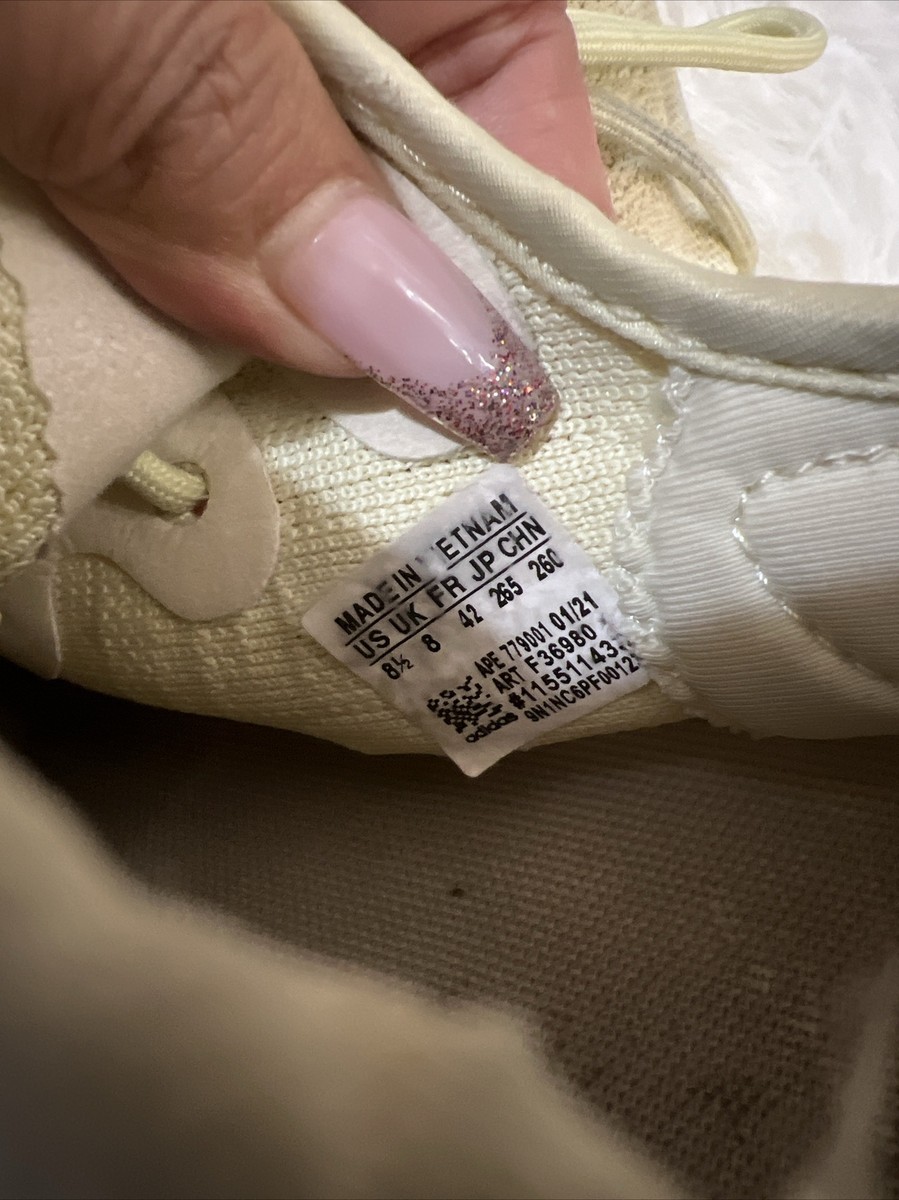 MADE IN VIETNAM
US UK FR JP CHN
8½ 8 42 265 260
APE 779001 01/21
ART F36980
#11551143
9N1NC6PF0012
adidas